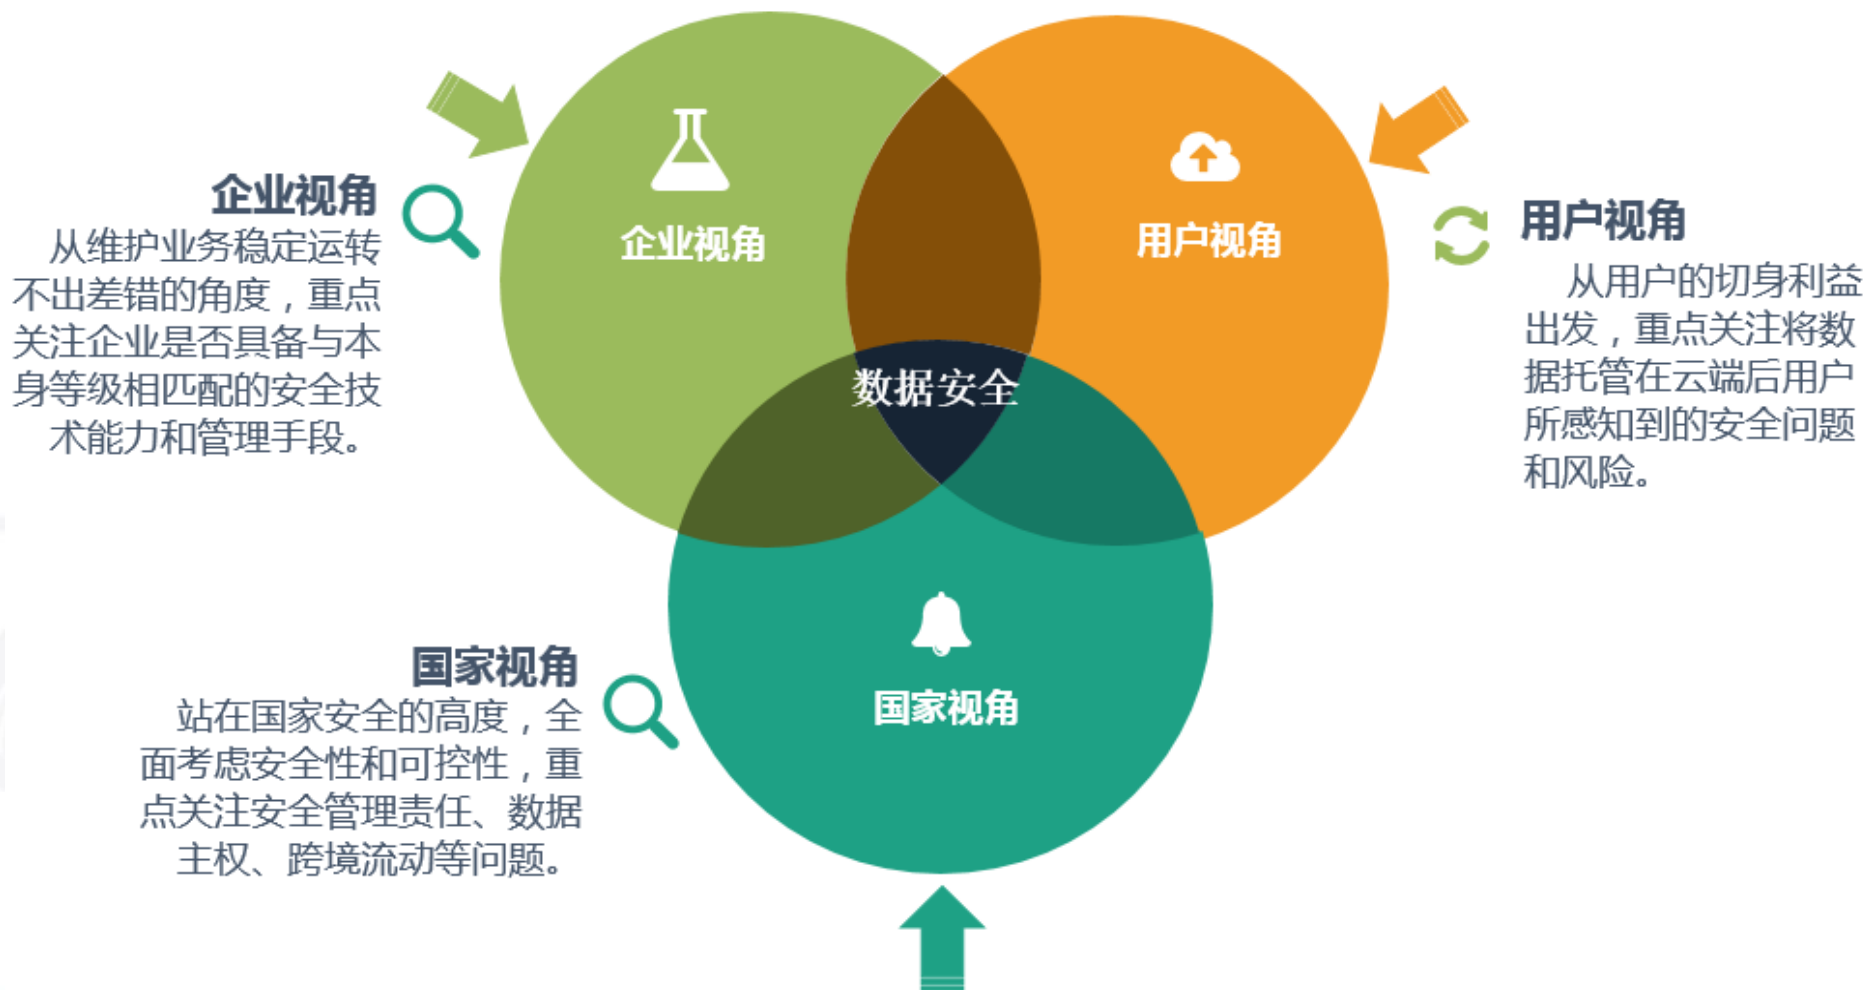 企业视角
从维护业务稳定运转
不出差错的角度，重点
关注企业是否具备与本
身等级相匹配的安全技
术能力和管理手段。
企业视角
用户视角
数据安全
国家视角
用户视角
从用户的切身利益
出发，重点关注将数
据托管在云端后用户
所感知到的安全问题
和风险。
国家视角
站在国家安全的高度，全
面考虑安全性和可控性，重
点关注安全管理责任、数据
主权、跨境流动等问题。